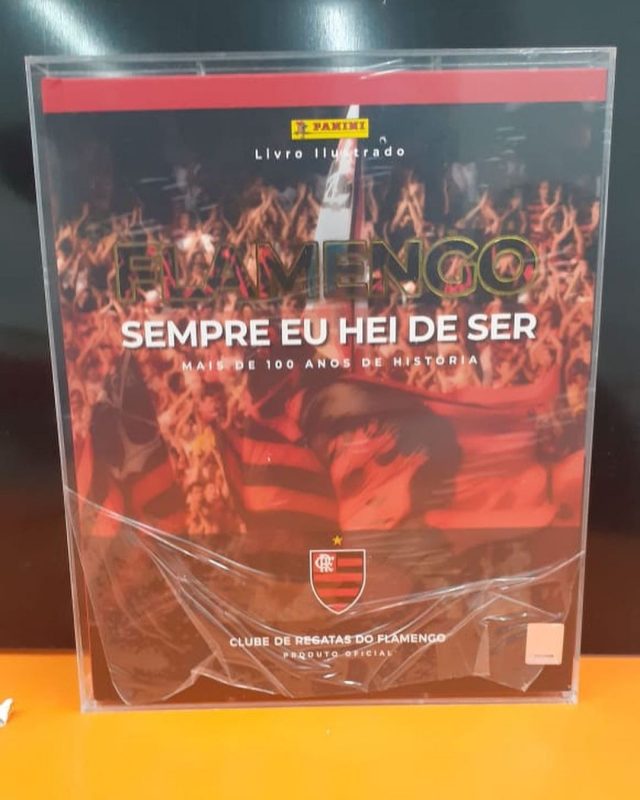 PANINI
Livro Ilustrado
FLAMENGO
SEMPRE EU HEI DE SER
MAIS DE 100 ANOS DE HISTÓRIA
CRF
CLUBE DE REGATAS DO FLAMENGO
PRODUTO OFICIAL